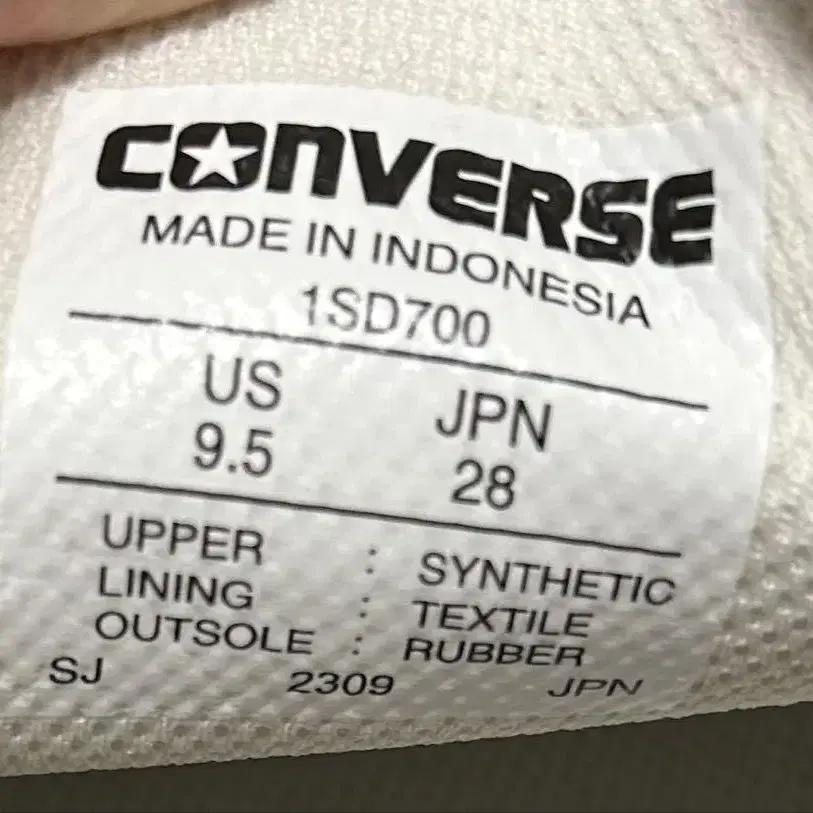 CONVERSE
MADE IN INDONESIA
1SD700
US JPN
9.5 28
UPPER : SYNTHETIC
LINING : TEXTILE
OUTSOLE : RUBBER
SJ 2309 JPN